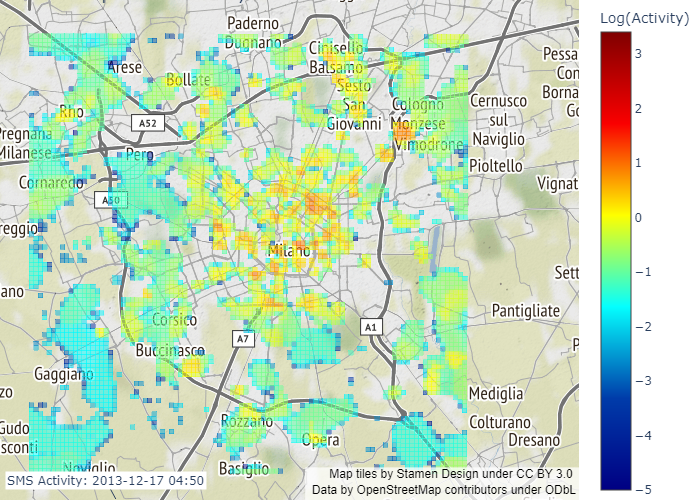 Log(Activity)
Paderno
Dugnano
Cinisello
Balsamo
Arese
Bollate
Sesto
San
Giovanni
Rho
A52
Cologno
Monzese
Cernusco
sul
Naviglio
Pessa
Con
Borna
Go
Pregnana
Milanese
Pero
Vimodrone
Pioltello
Cornaredo
A50
Vignat
reggio
Milano
Sett
ano
Corsico
Pantigliate
A7
A1
Buccinasco
P
Gaggiano
zo
Mediglia
Gudo
sconti
Rozzano
Opera
Colturano
Dresano
Noviglio
Basiglio
SMS Activity: 2013-12-17 04:50
Map tiles by Stamen Design under CC BY 3.0
Data by OpenStreetMap contributors under ODbL
3
2
1
0
−1
−2
−3
−4
−5